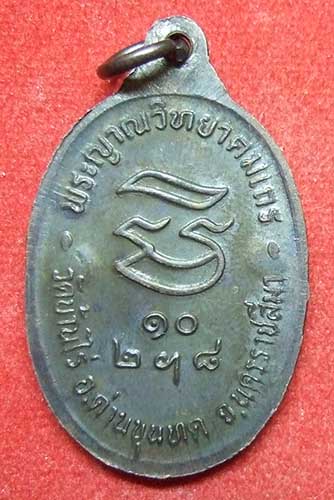 พระญาณวิทยาคมเถร
๑๐
๒ ๕ ๓ ๘
วัดบ้านไร่ อ.ด่านขุนทด จ.นครราชสีมา